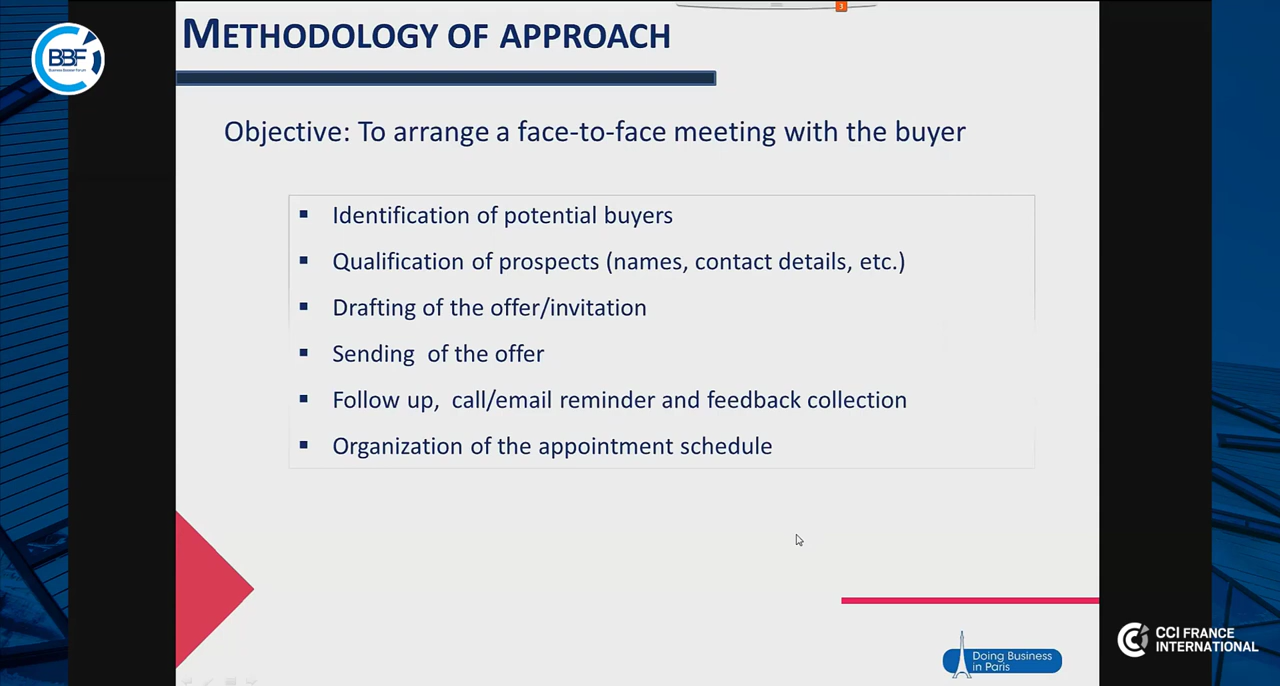 METHODOLOGY OF APPROACH
3
BBF
Objective: To arrange a face-to-face meeting with the buyer
▪ Identification of potential buyers
▪ Qualification of prospects (names, contact details, etc.)
▪ Drafting of the offer/invitation
▪ Sending of the offer
▪ Follow up, call/email reminder and feedback collection
▪ Organization of the appointment schedule
Doing Business
in Paris
CCI FRANCE
INTERNATIONAL